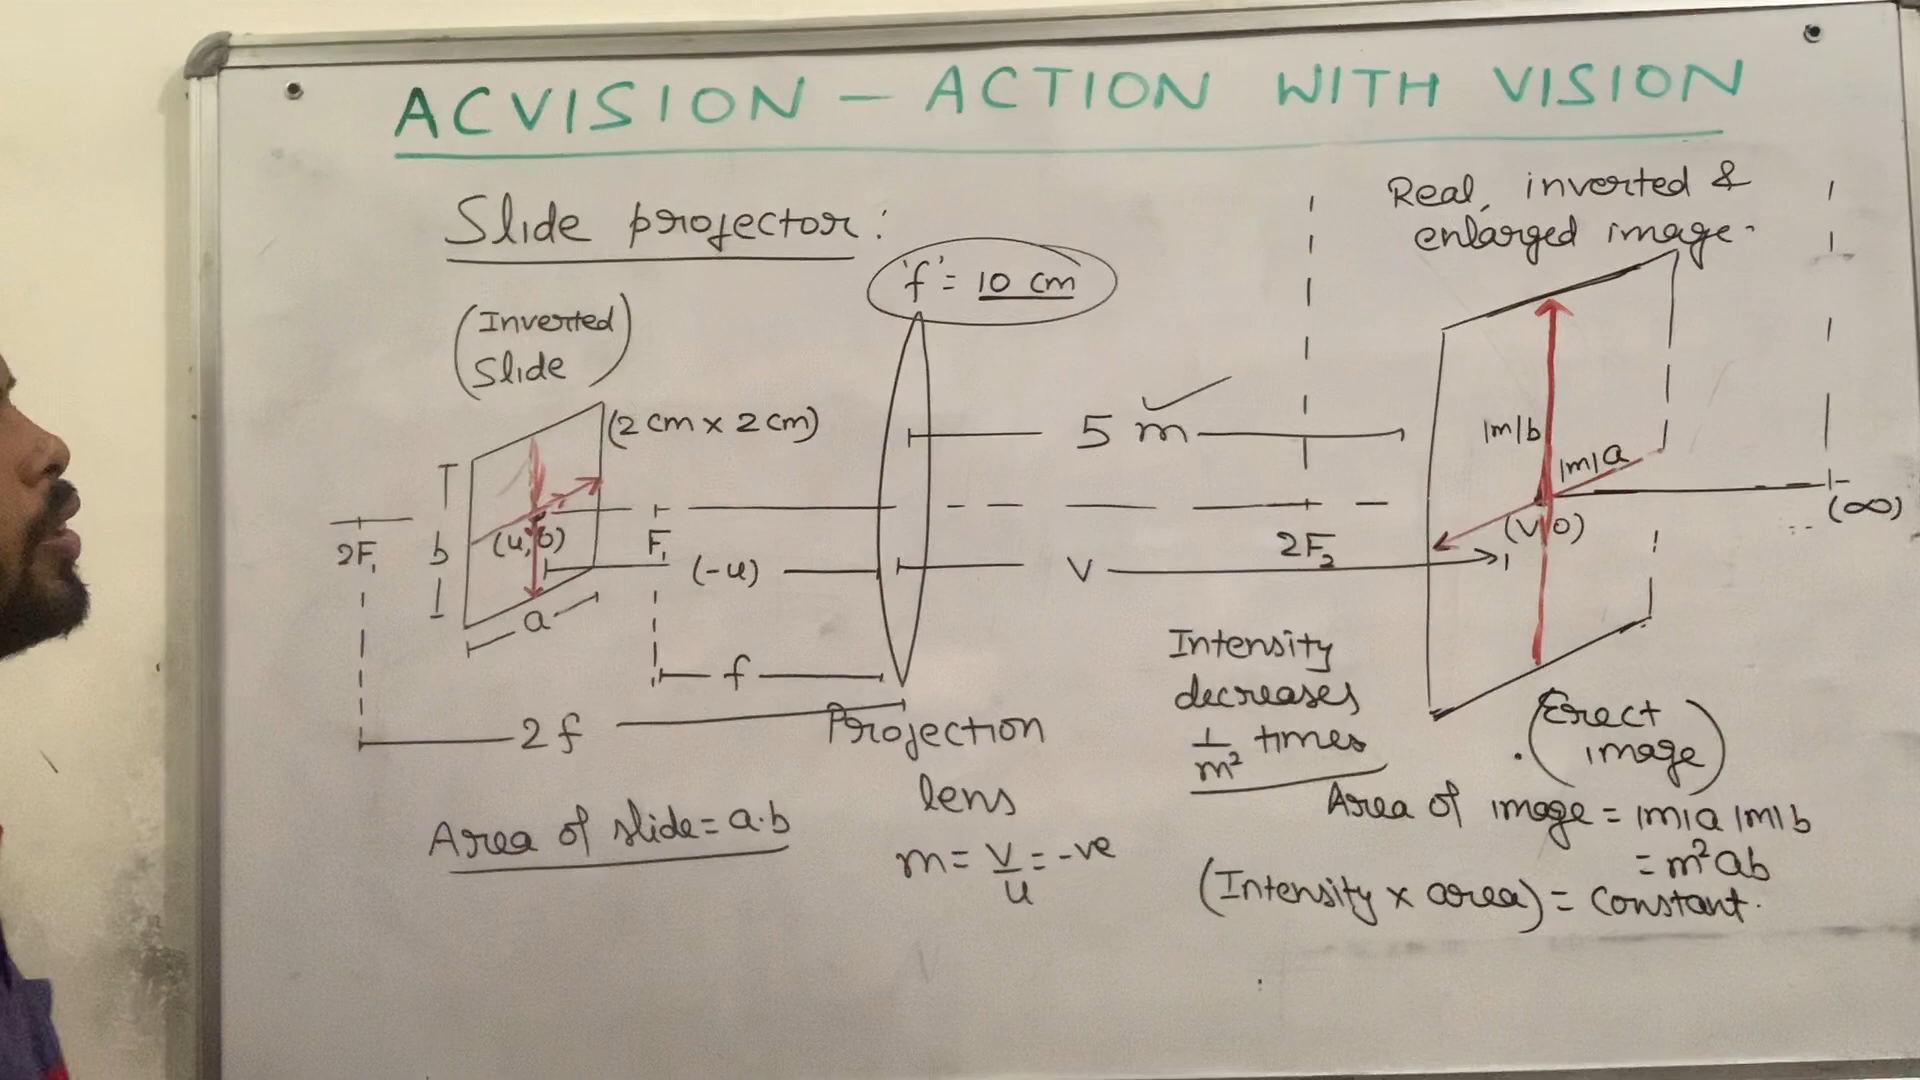 ACVISION – ACTION WITH VISION
Slide projector:
Real, inverted &
enlarged image.
'f' = 10 cm
(Inverted
Slide)
(2 cm x 2 cm)
5 m
|m|b
|m|a
2F₁
b
(u, 0)
F₁
(-u)
v
2F₂
(v, 0)
(∞)
a
f
2f
Projection
lens
m = v/u = -ve
Intensity
decreases
1/m² times
(Erect
image)
Area of slide = a.b
Area of image = |m|a |m|b
= m²ab
(Intensity x area) = constant.